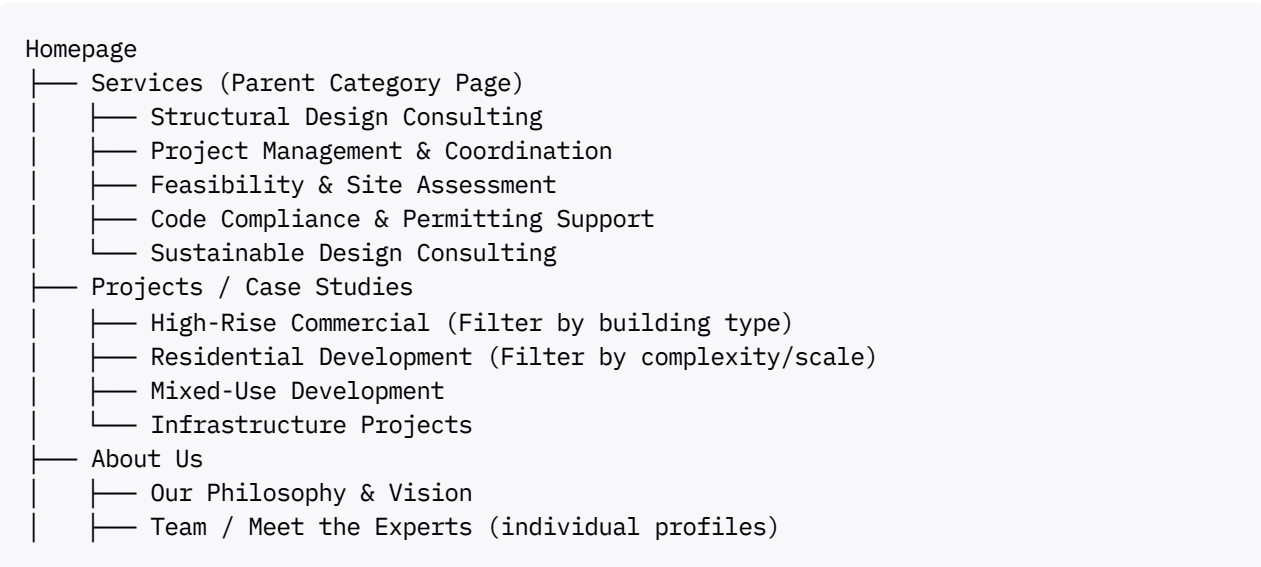 Homepage
├── Services (Parent Category Page)
│   ├── Structural Design Consulting
│   ├── Project Management & Coordination
│   ├── Feasibility & Site Assessment
│   ├── Code Compliance & Permitting Support
│   └── Sustainable Design Consulting
├── Projects / Case Studies
│   ├── High-Rise Commercial (Filter by building type)
│   ├── Residential Development (Filter by complexity/scale)
│   ├── Mixed-Use Development
│   └── Infrastructure Projects
├── About Us
│   ├── Our Philosophy & Vision
│   ├── Team / Meet the Experts (individual profiles)